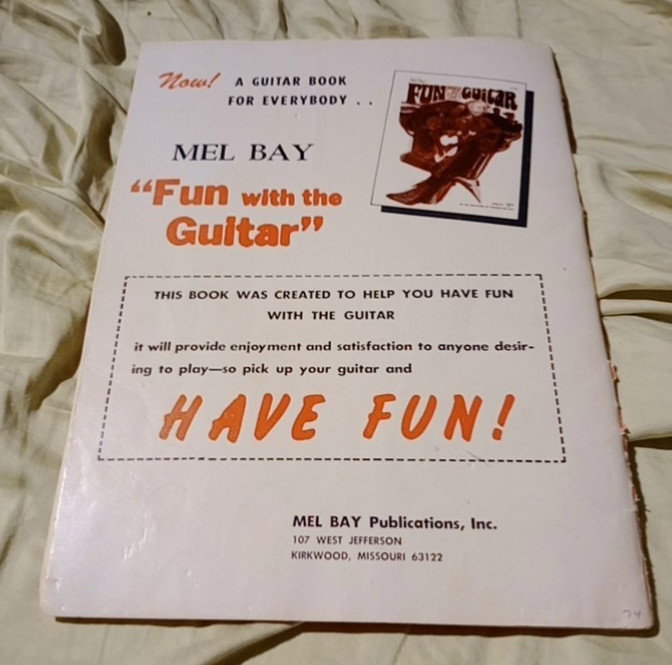 Now! A GUITAR BOOK
FOR EVERYBODY . .
FUN GUITAR
MEL BAY
“Fun with the
Guitar”
THIS BOOK WAS CREATED TO HELP YOU HAVE FUN
WITH THE GUITAR
it will provide enjoyment and satisfaction to anyone desir-
ing to play—so pick up your guitar and
HAVE FUN!
MEL BAY Publications, Inc.
107 WEST JEFFERSON
KIRKWOOD, MISSOURI 63122
74